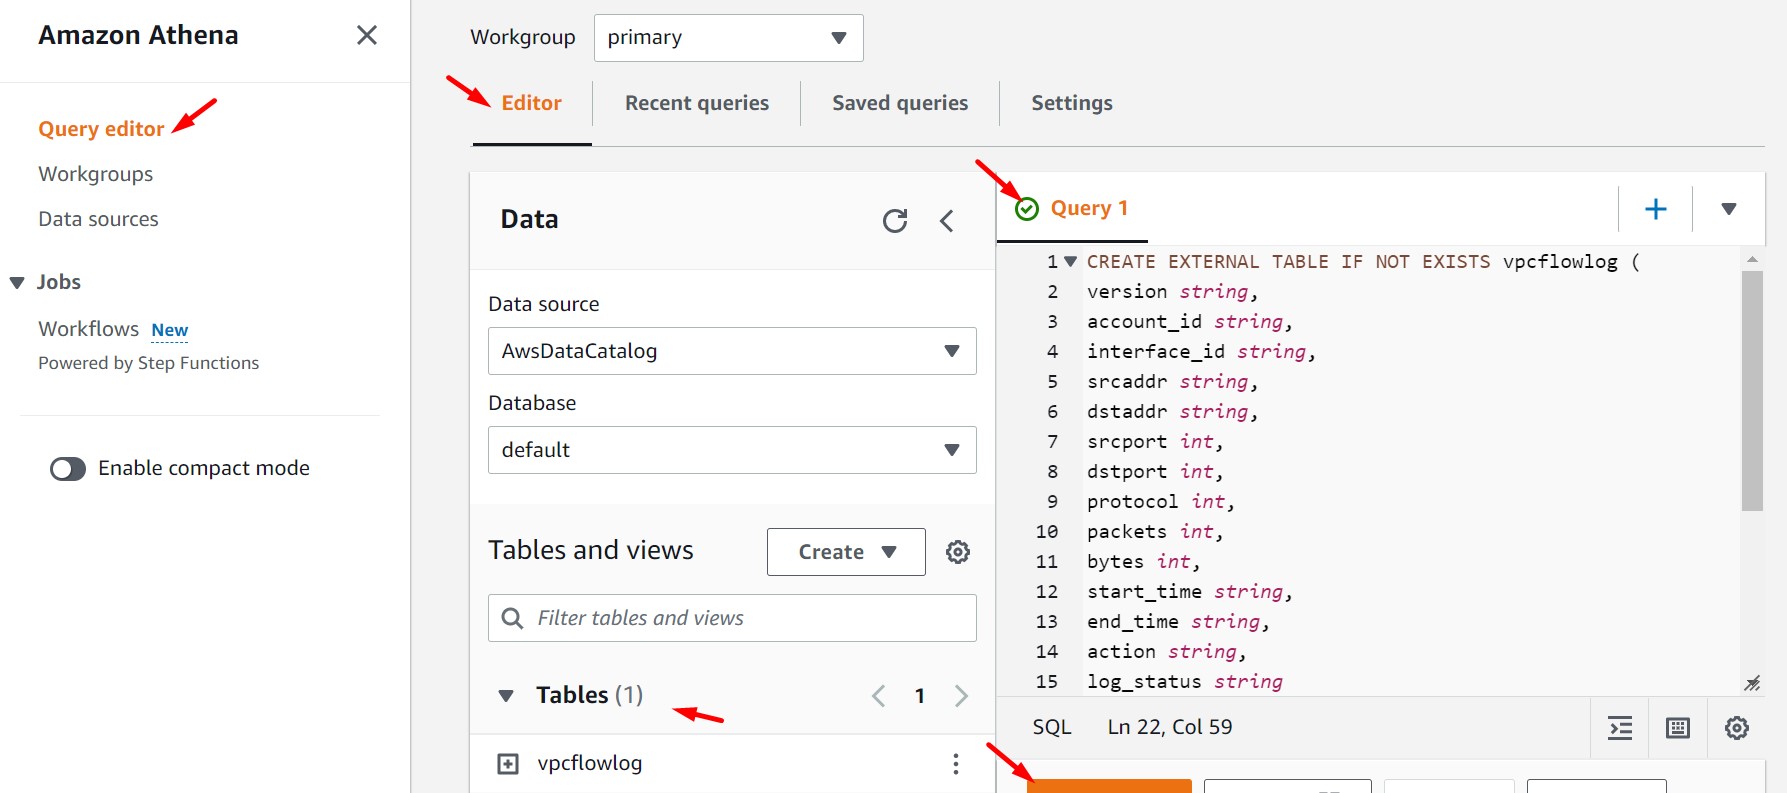 Amazon Athena
Query editor
Workgroups
Data sources
Jobs
Workflows New
Powered by Step Functions
Enable compact mode
Workgroup primary
Editor Recent queries Saved queries Settings
Data
Data source
AwsDataCatalog
Database
default
Tables and views Create
Filter tables and views
Tables (1) 1
vpcflowlog
Query 1
1 CREATE EXTERNAL TABLE IF NOT EXISTS vpcflowlog (
2 version string,
3 account_id string,
4 interface_id string,
5 srcaddr string,
6 dstaddr string,
7 srcport int,
8 dstport int,
9 protocol int,
10 packets int,
11 bytes int,
12 start_time string,
13 end_time string,
14 action string,
15 log_status string
SQL Ln 22, Col 59